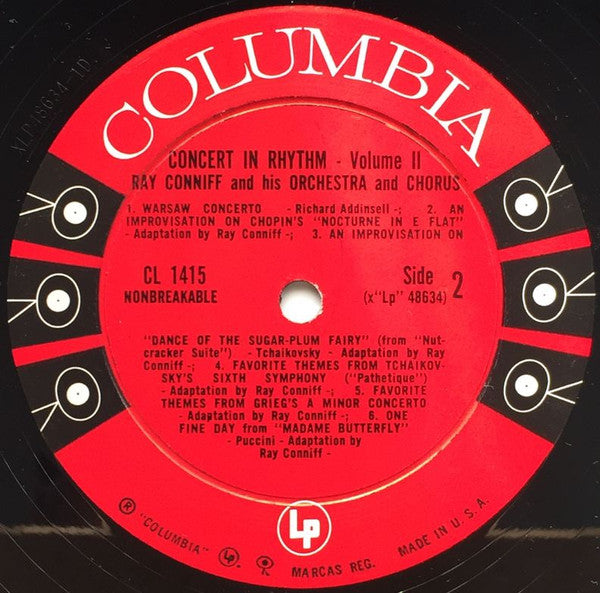 COLUMBIA
CONCERT IN RHYTHM - Volume II
RAY CONNIFF and his ORCHESTRA and CHORUS
1. WARSAW CONCERTO - Richard Addinsell -; 2. AN
IMPROVISATION ON CHOPIN'S "NOCTURNE IN E FLAT"
- Adaptation by Ray Conniff -; 3. AN IMPROVISATION ON
CL 1415
NONBREAKABLE
Side 2
(x"Lp" 48634)
"DANCE OF THE SUGAR-PLUM FAIRY" (from "Nut-
cracker Suite") - Tchaikovsky - Adaptation by Ray
Conniff -; 4. FAVORITE THEMES FROM TCHAIKOV-
SKY'S SIXTH SYMPHONY ("Pathetique")
- Adaptation by Ray Conniff -; 5. FAVORITE
THEMES FROM GRIEG'S A MINOR CONCERTO
- Adaptation by Ray Conniff -; 6. ONE
FINE DAY from "MADAME BUTTERFLY"
- Puccini - Adaptation by
Ray Conniff -
Lp
® "COLUMBIA" Lp MARCAS REG. MADE IN U.S.A.